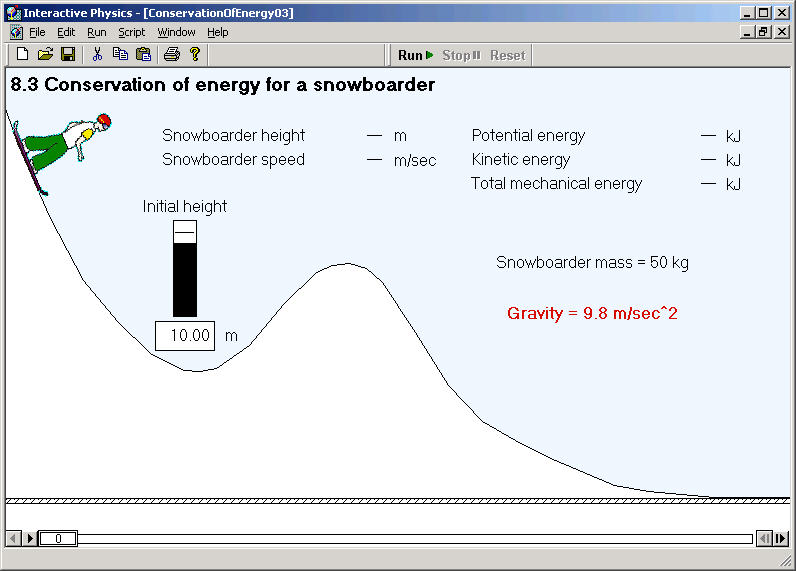 Interactive Physics - [ConservationOfEnergy03]
File Edit Run Script Window Help
Run Stop Reset
8.3 Conservation of energy for a snowboarder
Snowboarder height — m Potential energy — kJ
Snowboarder speed — m/sec Kinetic energy — kJ
Total mechanical energy — kJ
Initial height
Snowboarder mass = 50 kg
Gravity = 9.8 m/sec^2
10.00 m
0